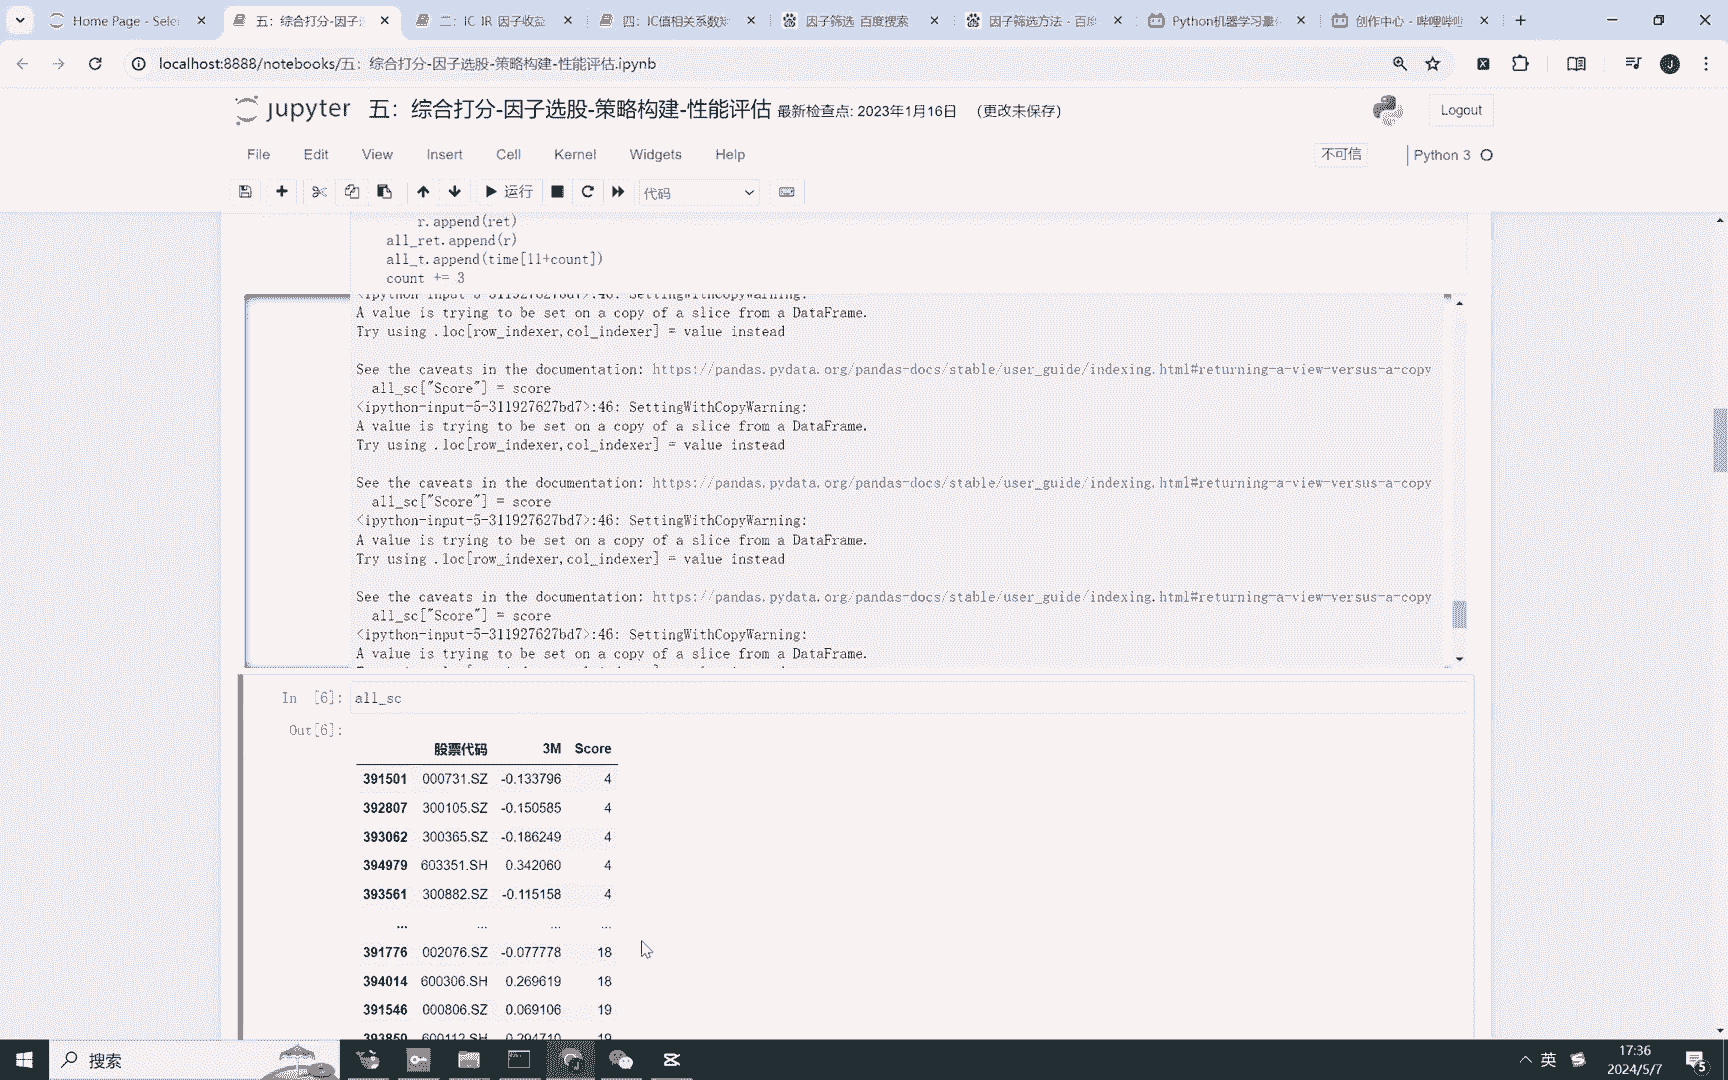 Home Page - Sele
五：综合打分-因子
二：IC IR 因子收益
四：IC值相关系数矩
因子筛选 百度搜索
因子筛选方法 - 百度
Python机器学习量化
创作中心 - 哔哩哔哩
localhost:8888/notebooks/五：综合打分-因子选股-策略构建-性能评估.ipynb
jupyter 五：综合打分-因子选股-策略构建-性能评估 最新检查点: 2023年1月16日 (更改未保存)
Logout
File Edit View Insert Cell Kernel Widgets Help
不可信 Python 3
运行 代码
r.append(ret)
all_ret.append(r)
all_t.append(time[11+count])
count += 3
<ipython-input-5-311927627bd7>:46: SettingWithCopyWarning:
A value is trying to be set on a copy of a slice from a DataFrame.
Try using .loc[row_indexer,col_indexer] = value instead
See the caveats in the documentation: https://pandas.pydata.org/pandas-docs/stable/user_guide/indexing.html#returning-a-view-versus-a-copy
all_sc["Score"] = score
<ipython-input-5-311927627bd7>:46: SettingWithCopyWarning:
A value is trying to be set on a copy of a slice from a DataFrame.
Try using .loc[row_indexer,col_indexer] = value instead
See the caveats in the documentation: https://pandas.pydata.org/pandas-docs/stable/user_guide/indexing.html#returning-a-view-versus-a-copy
all_sc["Score"] = score
<ipython-input-5-311927627bd7>:46: SettingWithCopyWarning:
A value is trying to be set on a copy of a slice from a DataFrame.
Try using .loc[row_indexer,col_indexer] = value instead
See the caveats in the documentation: https://pandas.pydata.org/pandas-docs/stable/user_guide/indexing.html#returning-a-view-versus-a-copy
all_sc["Score"] = score
<ipython-input-5-311927627bd7>:46: SettingWithCopyWarning:
A value is trying to be set on a copy of a slice from a DataFrame.
In [6]: all_sc
Out[6]:
股票代码 3M Score
391501 000731.SZ -0.133796 4
392807 300105.SZ -0.150585 4
393062 300365.SZ -0.186249 4
394979 603351.SH 0.342060 4
393561 300882.SZ -0.115158 4
... ... ... ...
391776 002076.SZ -0.077778 18
394014 600306.SH 0.269619 18
391546 000806.SZ 0.069106 19
393850 600112.SH 0.294710 19
搜索
英
17:36
2024/5/7
5